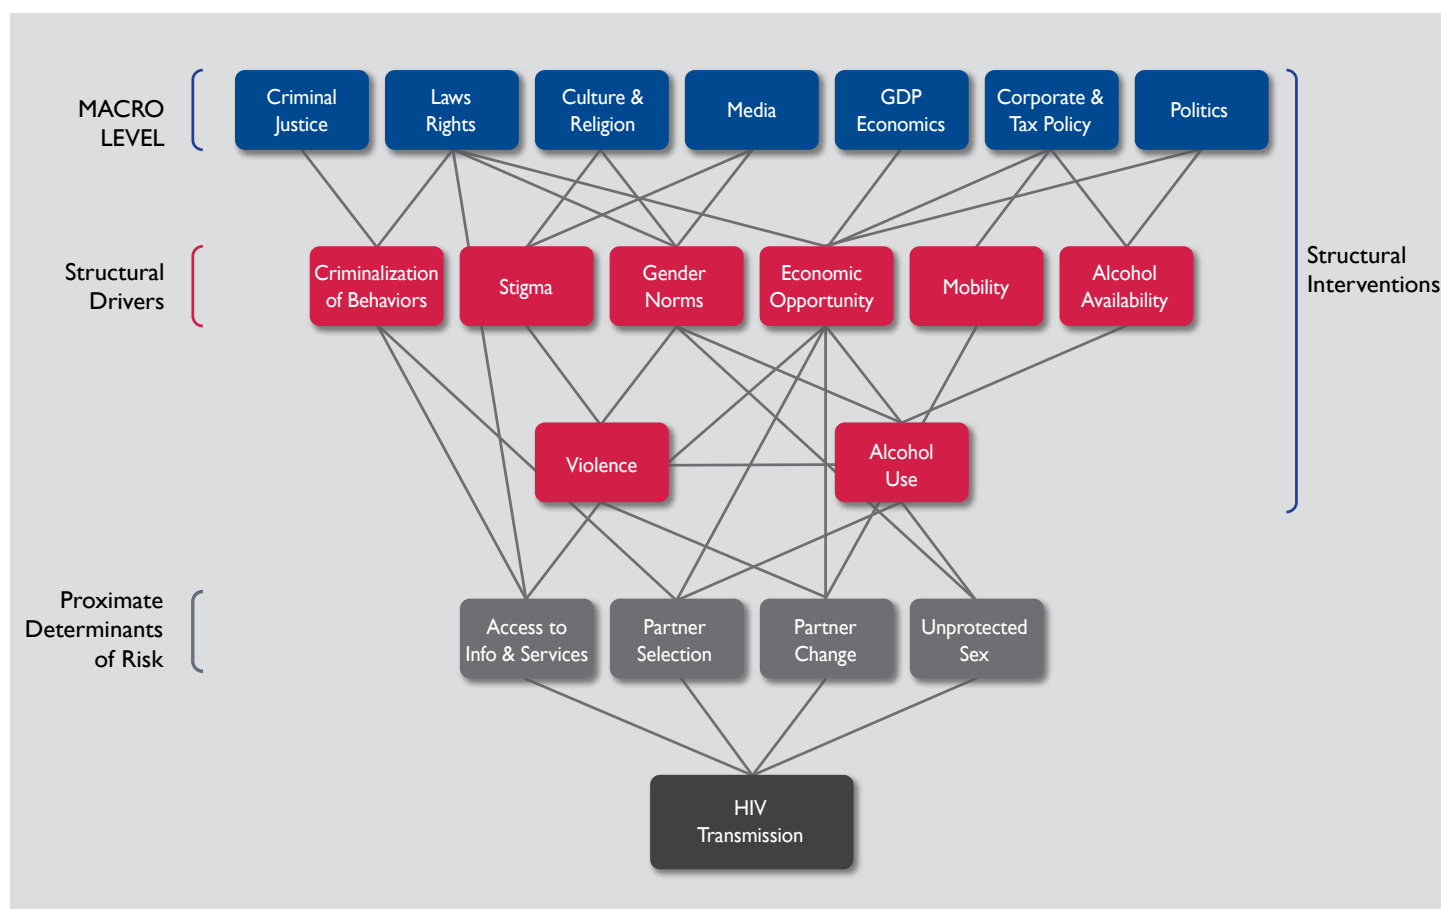 MACRO
LEVEL
Criminal
Justice
Laws
Rights
Culture &
Religion
Media
GDP
Economics
Corporate &
Tax Policy
Politics
Structural
Drivers
Criminalization
of Behaviors
Stigma
Gender
Norms
Economic
Opportunity
Mobility
Alcohol
Availability
Structural
Interventions
Violence
Alcohol
Use
Proximate
Determinants
of Risk
Access to
Info & Services
Partner
Selection
Partner
Change
Unprotected
Sex
HIV
Transmission